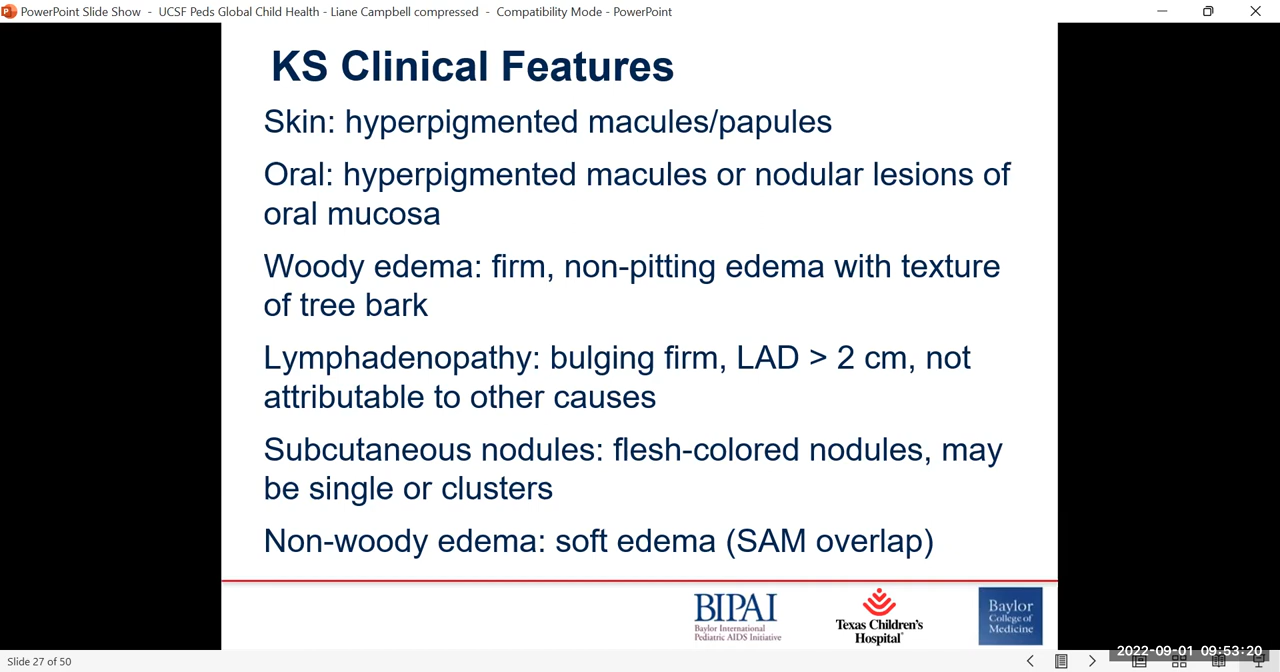 PowerPoint Slide Show - UCSF Peds Global Child Health - Liane Campbell compressed - Compatibility Mode - PowerPoint
KS Clinical Features
Skin: hyperpigmented macules/papules
Oral: hyperpigmented macules or nodular lesions of
oral mucosa
Woody edema: firm, non-pitting edema with texture
of tree bark
Lymphadenopathy: bulging firm, LAD > 2 cm, not
attributable to other causes
Subcutaneous nodules: flesh-colored nodules, may
be single or clusters
Non-woody edema: soft edema (SAM overlap)
BIPAI
Baylor International
Pediatric AIDS Initiative
Texas Children's
Hospital
Baylor
College of
Medicine
Slide 27 of 50
2022-09-01 09:53:20